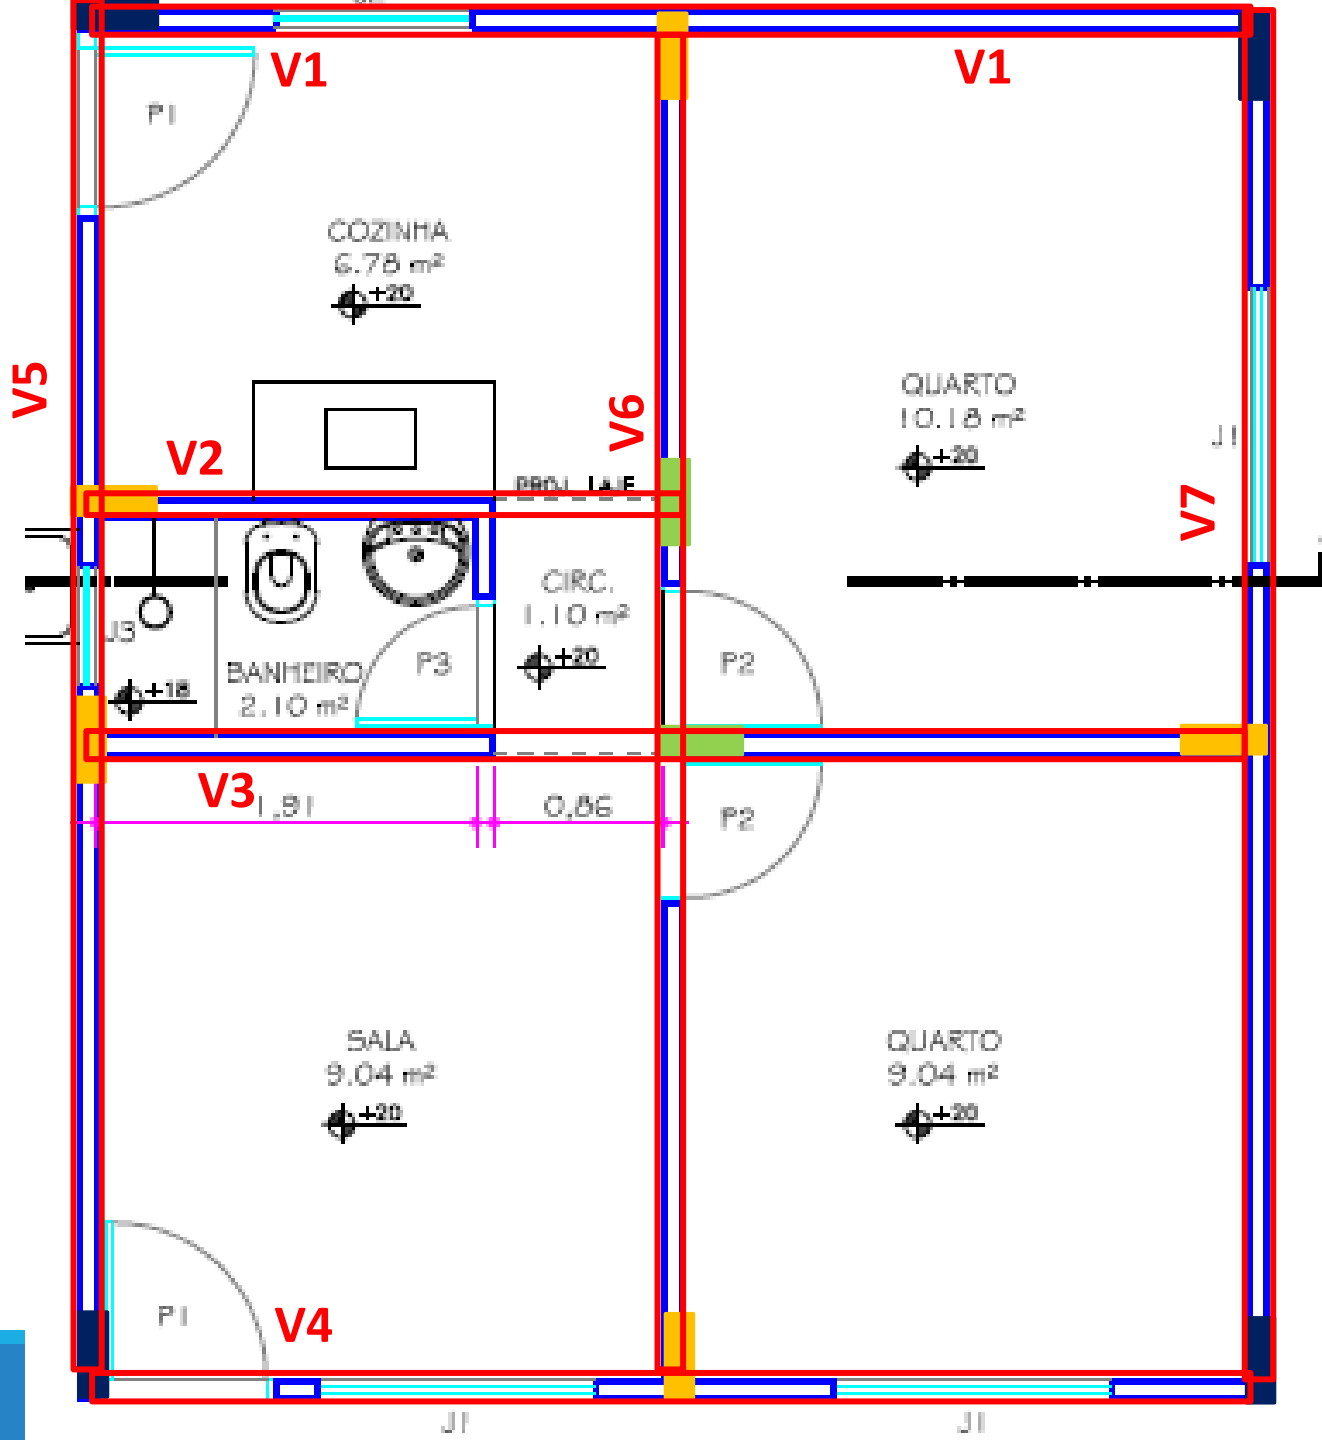 V1
V1
P1
COZINHA
6.78 m²
+20
V5
V6
QUARTO
10.18 m²
+20
J1
V2
PROJ. LAJE
V7
CIRC.
1.10 m²
+20
J3
BANHEIRO
2.10 m²
+18
P3
P2
V3
1,91
0,86
P2
SALA
9.04 m²
+20
QUARTO
9.04 m²
+20
P1
V4
J1
J1